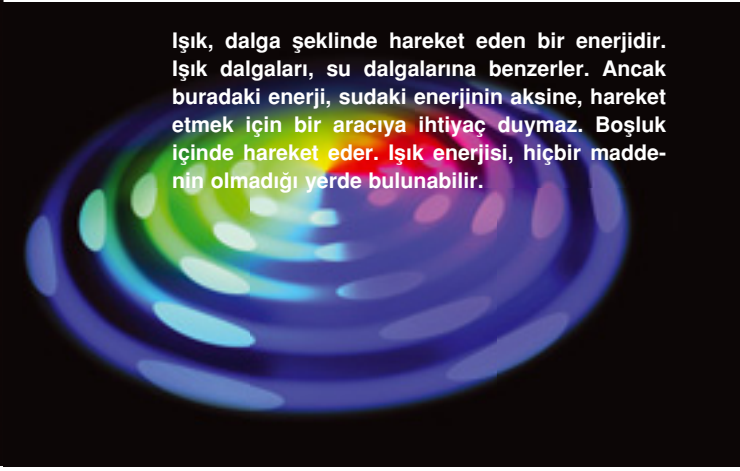 Işık, dalga şeklinde hareket eden bir enerjidir.
Işık dalgaları, su dalgalarına benzerler. Ancak
buradaki enerji, sudaki enerjinin aksine, hareket
etmek için bir aracıya ihtiyaç duymaz. Boşluk
içinde hareket eder. Işık enerjisi, hiçbir madde-
nin olmadığı yerde bulunabilir.